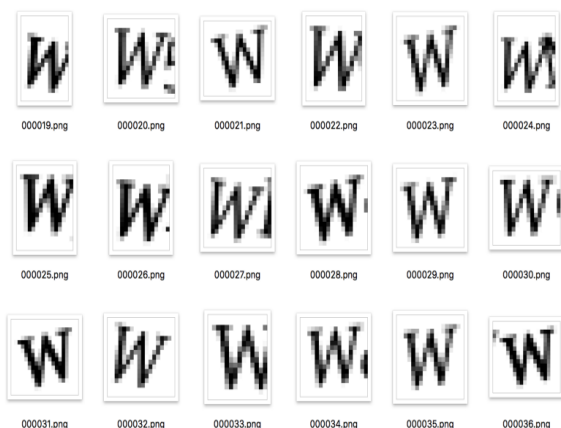 W W W W W W
000019.png 000020.png 000021.png 000022.png 000023.png 000024.png
W W W W W W
000025.png 000026.png 000027.png 000028.png 000029.png 000030.png
W W W W W W
000031.png 000032.png 000033.png 000034.png 000035.png 000036.png